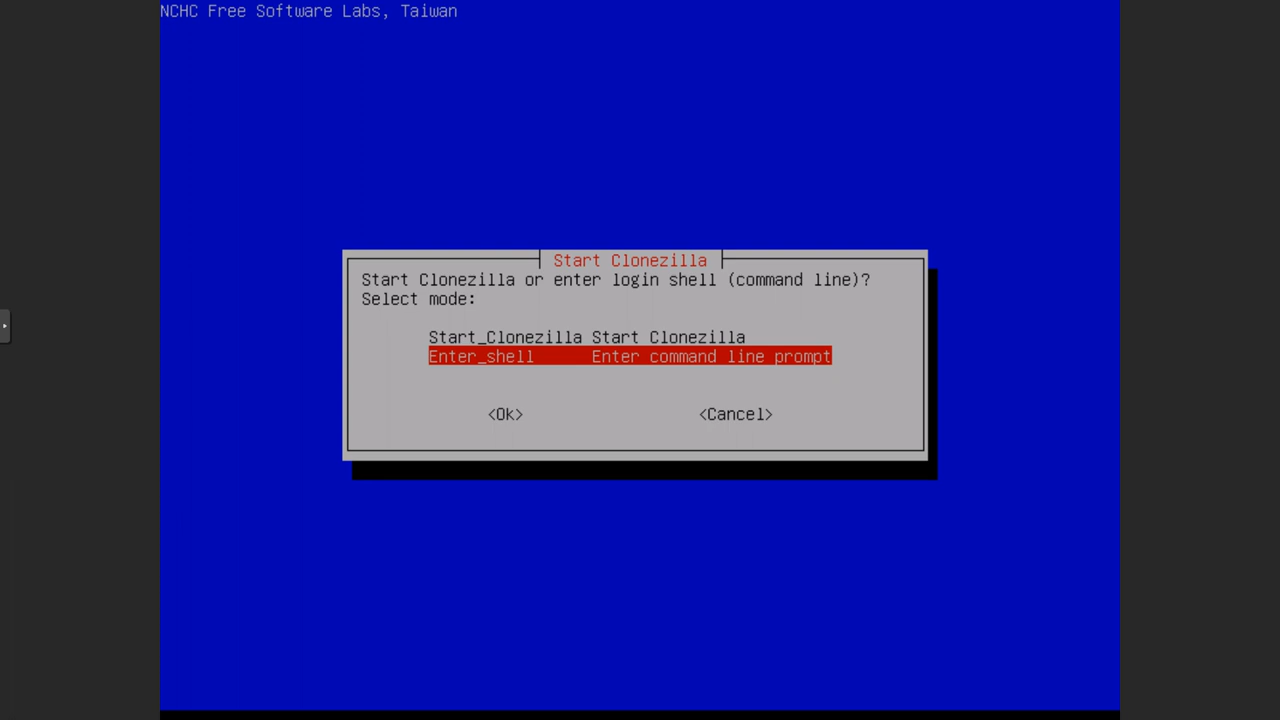 NCHC Free Software Labs, Taiwan
Start Clonezilla
Start Clonezilla or enter login shell (command line)?
Select mode:
Start_Clonezilla Start Clonezilla
Enter_shell Enter command line prompt
<Ok> <Cancel>